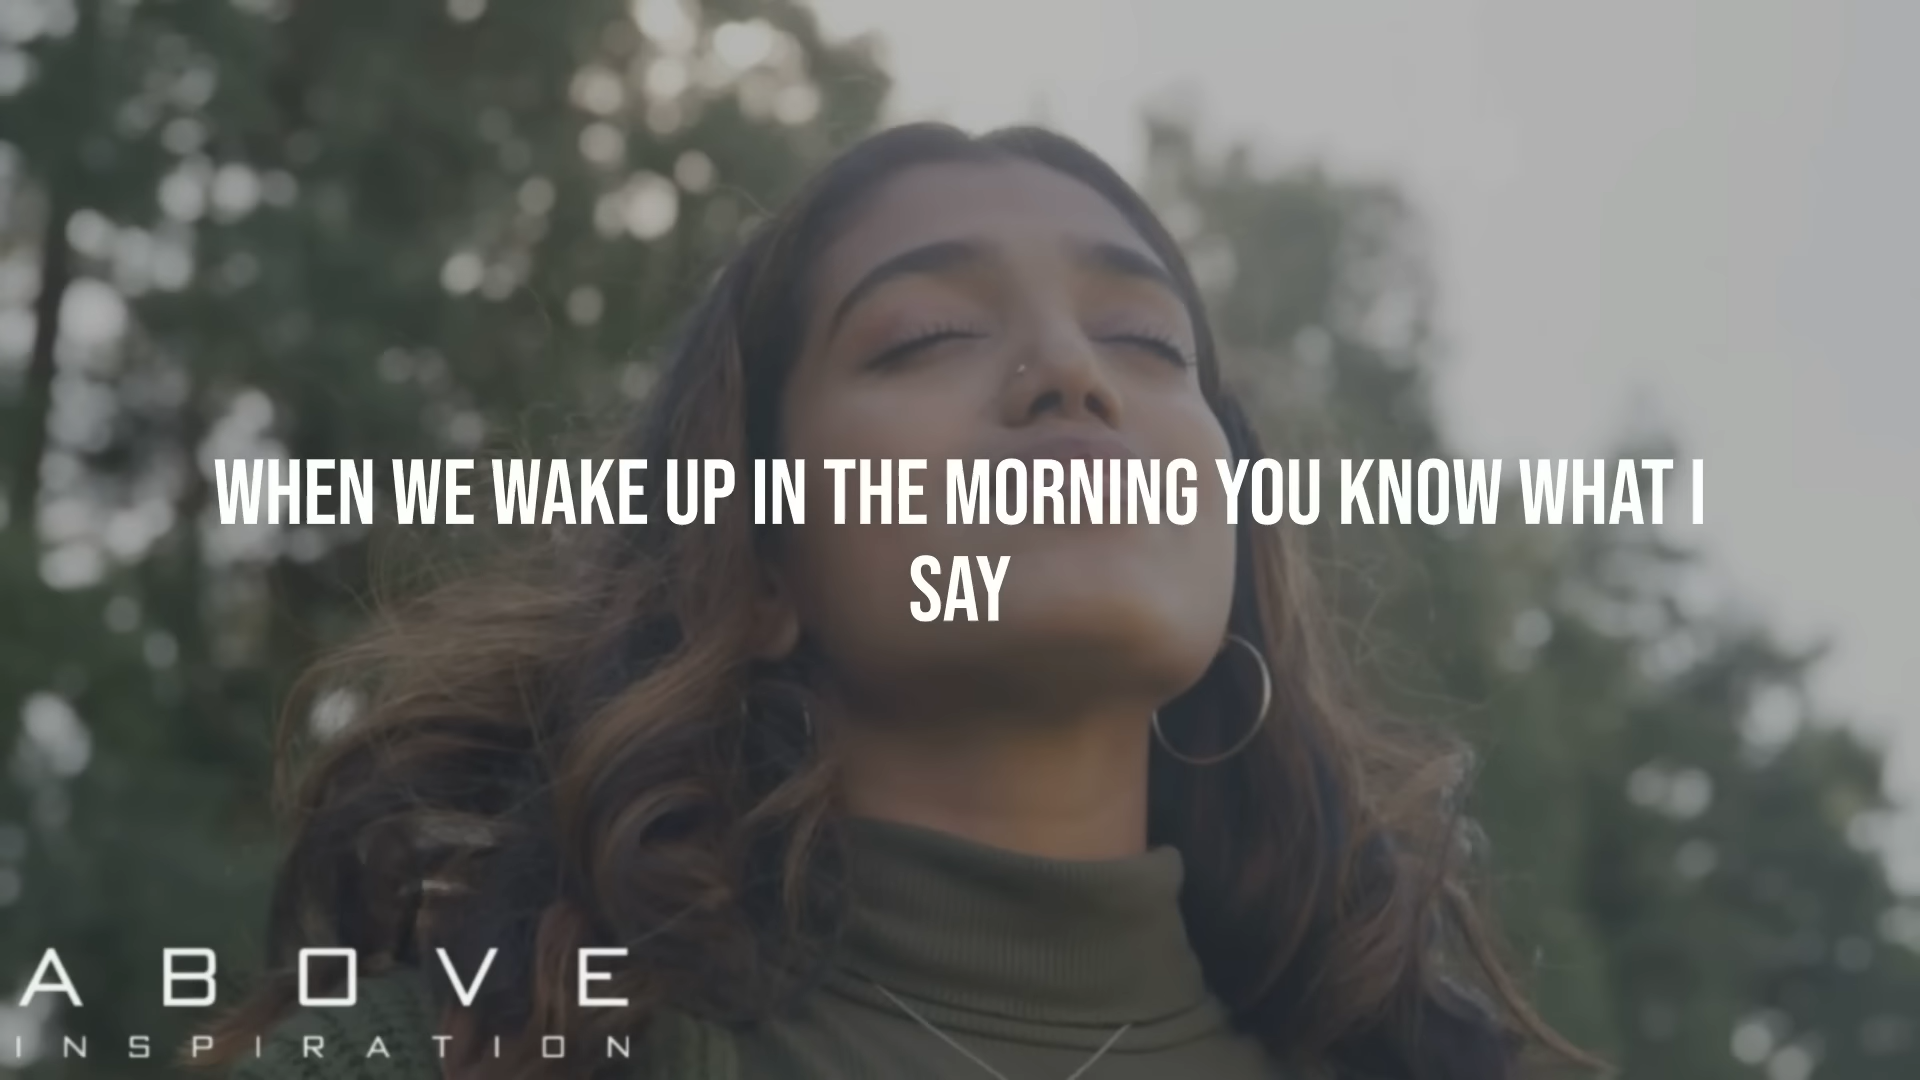 WHEN WE WAKE UP IN THE MORNING YOU KNOW WHAT I
SAY
ABOVE
INSPIRATION